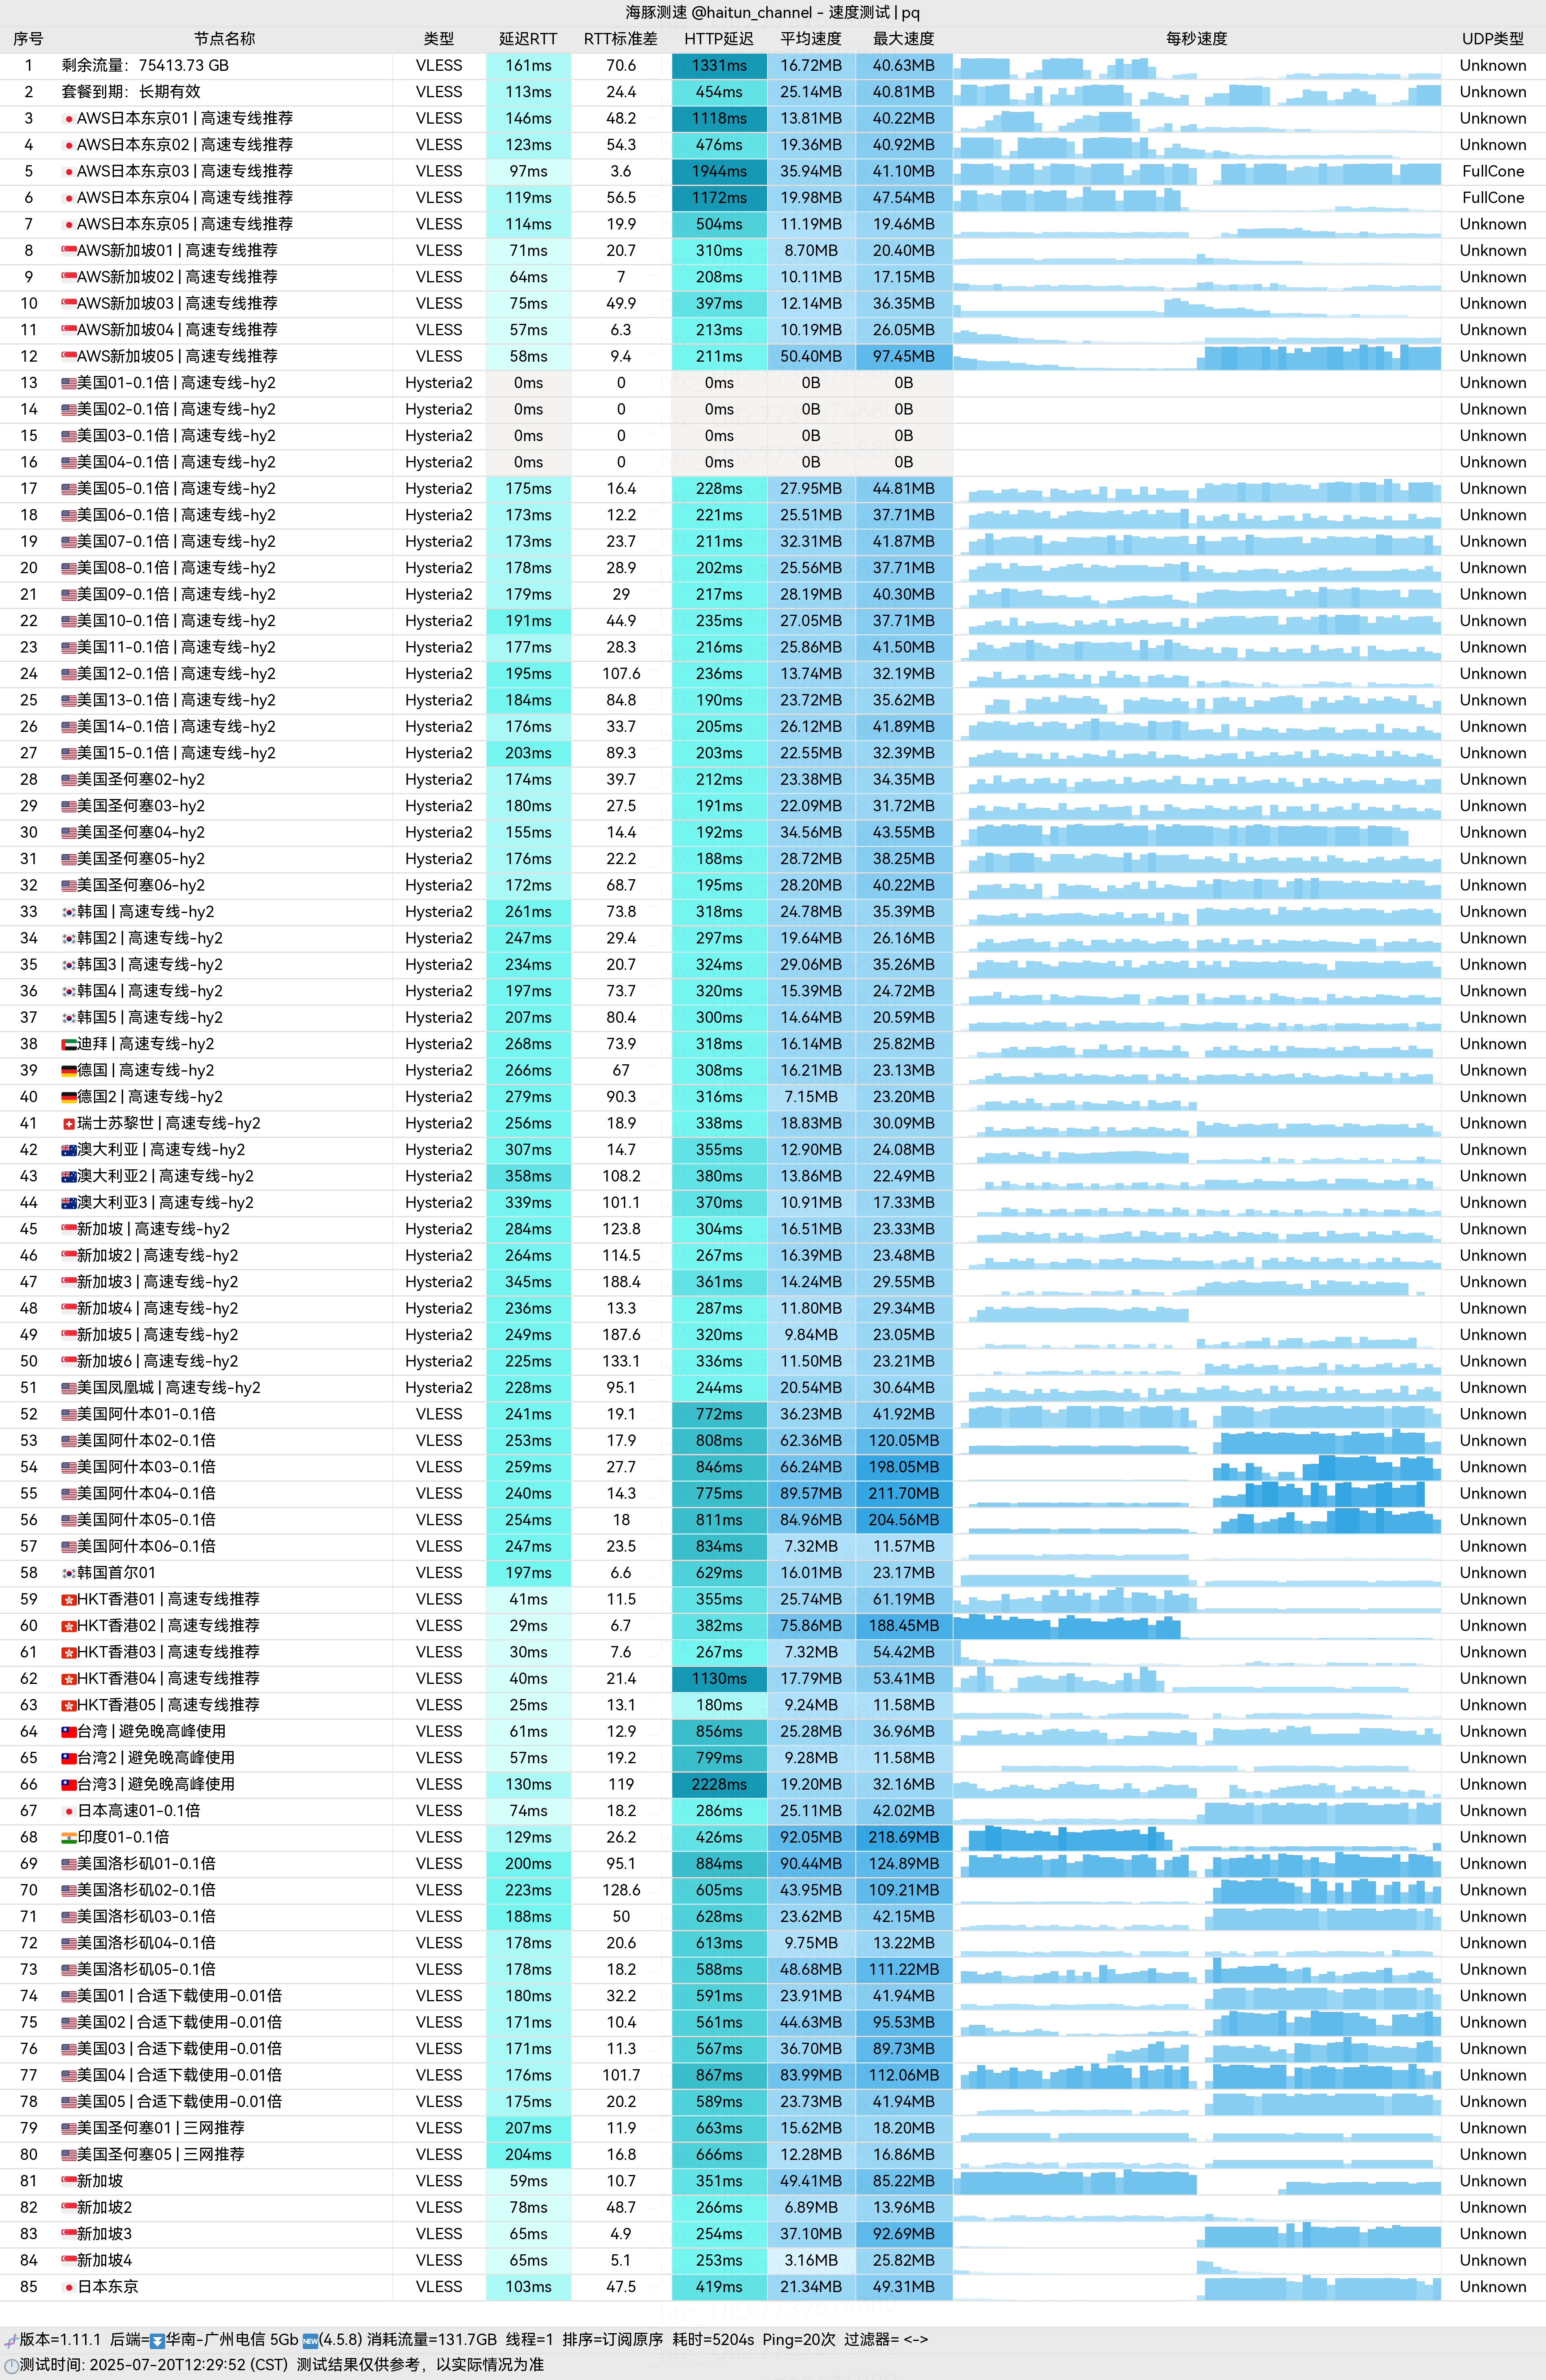 海豚测速 @haitun_channel - 速度测试 | pq
序号 节点名称 类型 延迟RTT RTT标准差 HTTP延迟 平均速度 最大速度 每秒速度 UDP类型
1 剩余流量：75413.73 GB VLESS 161ms 70.6 1331ms 16.72MB 40.63MB Unknown
2 套餐到期：长期有效 VLESS 113ms 24.4 454ms 25.14MB 40.81MB Unknown
3 AWS日本东京01 | 高速专线推荐 VLESS 146ms 48.2 1118ms 13.81MB 40.22MB Unknown
4 AWS日本东京02 | 高速专线推荐 VLESS 123ms 54.3 476ms 19.36MB 40.92MB Unknown
5 AWS日本东京03 | 高速专线推荐 VLESS 97ms 3.6 1944ms 35.94MB 41.10MB FullCone
6 AWS日本东京04 | 高速专线推荐 VLESS 119ms 56.5 1172ms 19.98MB 47.54MB FullCone
7 AWS日本东京05 | 高速专线推荐 VLESS 114ms 19.9 504ms 11.19MB 19.46MB Unknown
8 AWS新加坡01 | 高速专线推荐 VLESS 71ms 20.7 310ms 8.70MB 20.40MB Unknown
9 AWS新加坡02 | 高速专线推荐 VLESS 64ms 7 208ms 10.11MB 17.15MB Unknown
10 AWS新加坡03 | 高速专线推荐 VLESS 75ms 49.9 397ms 12.14MB 36.35MB Unknown
11 AWS新加坡04 | 高速专线推荐 VLESS 57ms 6.3 213ms 10.19MB 26.05MB Unknown
12 AWS新加坡05 | 高速专线推荐 VLESS 58ms 9.4 211ms 50.40MB 97.45MB Unknown
13 美国01-0.1倍 | 高速专线-hy2 Hysteria2 0ms 0 0ms 0B 0B Unknown
14 美国02-0.1倍 | 高速专线-hy2 Hysteria2 0ms 0 0ms 0B 0B Unknown
15 美国03-0.1倍 | 高速专线-hy2 Hysteria2 0ms 0 0ms 0B 0B Unknown
16 美国04-0.1倍 | 高速专线-hy2 Hysteria2 0ms 0 0ms 0B 0B Unknown
17 美国05-0.1倍 | 高速专线-hy2 Hysteria2 175ms 16.4 228ms 27.95MB 44.81MB Unknown
18 美国06-0.1倍 | 高速专线-hy2 Hysteria2 173ms 12.2 221ms 25.51MB 37.71MB Unknown
19 美国07-0.1倍 | 高速专线-hy2 Hysteria2 173ms 23.7 211ms 32.31MB 41.87MB Unknown
20 美国08-0.1倍 | 高速专线-hy2 Hysteria2 178ms 28.9 202ms 25.56MB 37.71MB Unknown
21 美国09-0.1倍 | 高速专线-hy2 Hysteria2 179ms 29 217ms 28.19MB 40.30MB Unknown
22 美国10-0.1倍 | 高速专线-hy2 Hysteria2 191ms 44.9 235ms 27.05MB 37.71MB Unknown
23 美国11-0.1倍 | 高速专线-hy2 Hysteria2 177ms 28.3 216ms 25.86MB 41.50MB Unknown
24 美国12-0.1倍 | 高速专线-hy2 Hysteria2 195ms 107.6 236ms 13.74MB 32.19MB Unknown
25 美国13-0.1倍 | 高速专线-hy2 Hysteria2 184ms 84.8 190ms 23.72MB 35.62MB Unknown
26 美国14-0.1倍 | 高速专线-hy2 Hysteria2 176ms 33.7 205ms 26.12MB 41.89MB Unknown
27 美国15-0.1倍 | 高速专线-hy2 Hysteria2 203ms 89.3 203ms 22.55MB 32.39MB Unknown
28 美国圣何塞02-hy2 Hysteria2 174ms 39.7 212ms 23.38MB 34.35MB Unknown
29 美国圣何塞03-hy2 Hysteria2 180ms 27.5 191ms 22.09MB 31.72MB Unknown
30 美国圣何塞04-hy2 Hysteria2 155ms 14.4 192ms 34.56MB 43.55MB Unknown
31 美国圣何塞05-hy2 Hysteria2 176ms 22.2 188ms 28.72MB 38.25MB Unknown
32 美国圣何塞06-hy2 Hysteria2 172ms 68.7 195ms 28.20MB 40.22MB Unknown
33 韩国 | 高速专线-hy2 Hysteria2 261ms 73.8 318ms 24.78MB 35.39MB Unknown
34 韩国2 | 高速专线-hy2 Hysteria2 247ms 29.4 297ms 19.64MB 26.16MB Unknown
35 韩国3 | 高速专线-hy2 Hysteria2 234ms 20.7 324ms 29.06MB 35.26MB Unknown
36 韩国4 | 高速专线-hy2 Hysteria2 197ms 73.7 320ms 15.39MB 24.72MB Unknown
37 韩国5 | 高速专线-hy2 Hysteria2 207ms 80.4 300ms 14.64MB 20.59MB Unknown
38 迪拜 | 高速专线-hy2 Hysteria2 268ms 73.9 318ms 16.14MB 25.82MB Unknown
39 德国 | 高速专线-hy2 Hysteria2 266ms 67 308ms 16.21MB 23.13MB Unknown
40 德国2 | 高速专线-hy2 Hysteria2 279ms 90.3 316ms 7.15MB 23.20MB Unknown
41 瑞士苏黎世 | 高速专线-hy2 Hysteria2 256ms 18.9 338ms 18.83MB 30.09MB Unknown
42 澳大利亚 | 高速专线-hy2 Hysteria2 307ms 14.7 355ms 12.90MB 24.08MB Unknown
43 澳大利亚2 | 高速专线-hy2 Hysteria2 358ms 108.2 380ms 13.86MB 22.49MB Unknown
44 澳大利亚3 | 高速专线-hy2 Hysteria2 339ms 101.1 370ms 10.91MB 17.33MB Unknown
45 新加坡 | 高速专线-hy2 Hysteria2 284ms 123.8 304ms 16.51MB 23.33MB Unknown
46 新加坡2 | 高速专线-hy2 Hysteria2 264ms 114.5 267ms 16.39MB 23.48MB Unknown
47 新加坡3 | 高速专线-hy2 Hysteria2 345ms 188.4 361ms 14.24MB 29.55MB Unknown
48 新加坡4 | 高速专线-hy2 Hysteria2 236ms 13.3 287ms 11.80MB 29.34MB Unknown
49 新加坡5 | 高速专线-hy2 Hysteria2 249ms 187.6 320ms 9.84MB 23.05MB Unknown
50 新加坡6 | 高速专线-hy2 Hysteria2 225ms 133.1 336ms 11.50MB 23.21MB Unknown
51 美国凤凰城 | 高速专线-hy2 Hysteria2 228ms 95.1 244ms 20.54MB 30.64MB Unknown
52 美国阿什本01-0.1倍 VLESS 241ms 19.1 772ms 36.23MB 41.92MB Unknown
53 美国阿什本02-0.1倍 VLESS 253ms 17.9 808ms 62.36MB 120.05MB Unknown
54 美国阿什本03-0.1倍 VLESS 259ms 27.7 846ms 66.24MB 198.05MB Unknown
55 美国阿什本04-0.1倍 VLESS 240ms 14.3 775ms 89.57MB 211.70MB Unknown
56 美国阿什本05-0.1倍 VLESS 254ms 18 811ms 84.96MB 204.56MB Unknown
57 美国阿什本06-0.1倍 VLESS 247ms 23.5 834ms 7.32MB 11.57MB Unknown
58 韩国首尔01 VLESS 197ms 6.6 629ms 16.01MB 23.17MB Unknown
59 HKT香港01 | 高速专线推荐 VLESS 41ms 11.5 355ms 25.74MB 61.19MB Unknown
60 HKT香港02 | 高速专线推荐 VLESS 29ms 6.7 382ms 75.86MB 188.45MB Unknown
61 HKT香港03 | 高速专线推荐 VLESS 30ms 7.6 267ms 7.32MB 54.42MB Unknown
62 HKT香港04 | 高速专线推荐 VLESS 40ms 21.4 1130ms 17.79MB 53.41MB Unknown
63 HKT香港05 | 高速专线推荐 VLESS 25ms 13.1 180ms 9.24MB 11.58MB Unknown
64 台湾 | 避免晚高峰使用 VLESS 61ms 12.9 856ms 25.28MB 36.96MB Unknown
65 台湾2 | 避免晚高峰使用 VLESS 57ms 19.2 799ms 9.28MB 11.58MB Unknown
66 台湾3 | 避免晚高峰使用 VLESS 130ms 119 2228ms 19.20MB 32.16MB Unknown
67 日本高速01-0.1倍 VLESS 74ms 18.2 286ms 25.11MB 42.02MB Unknown
68 印度01-0.1倍 VLESS 129ms 26.2 426ms 92.05MB 218.69MB Unknown
69 美国洛杉矶01-0.1倍 VLESS 200ms 95.1 884ms 90.44MB 124.89MB Unknown
70 美国洛杉矶02-0.1倍 VLESS 223ms 128.6 605ms 43.95MB 109.21MB Unknown
71 美国洛杉矶03-0.1倍 VLESS 188ms 50 628ms 23.62MB 42.15MB Unknown
72 美国洛杉矶04-0.1倍 VLESS 178ms 20.6 613ms 9.75MB 13.22MB Unknown
73 美国洛杉矶05-0.1倍 VLESS 178ms 18.2 588ms 48.68MB 111.22MB Unknown
74 美国01 | 合适下载使用-0.01倍 VLESS 180ms 32.2 591ms 23.91MB 41.94MB Unknown
75 美国02 | 合适下载使用-0.01倍 VLESS 171ms 10.4 561ms 44.63MB 95.53MB Unknown
76 美国03 | 合适下载使用-0.01倍 VLESS 171ms 11.3 567ms 36.70MB 89.73MB Unknown
77 美国04 | 合适下载使用-0.01倍 VLESS 176ms 101.7 867ms 83.99MB 112.06MB Unknown
78 美国05 | 合适下载使用-0.01倍 VLESS 175ms 20.2 589ms 23.73MB 41.94MB Unknown
79 美国圣何塞01 | 三网推荐 VLESS 207ms 11.9 663ms 15.62MB 18.20MB Unknown
80 美国圣何塞05 | 三网推荐 VLESS 204ms 16.8 666ms 12.28MB 16.86MB Unknown
81 新加坡 VLESS 59ms 10.7 351ms 49.41MB 85.22MB Unknown
82 新加坡2 VLESS 78ms 48.7 266ms 6.89MB 13.96MB Unknown
83 新加坡3 VLESS 65ms 4.9 254ms 37.10MB 92.69MB Unknown
84 新加坡4 VLESS 65ms 5.1 253ms 3.16MB 25.82MB Unknown
85 日本东京 VLESS 103ms 47.5 419ms 21.34MB 49.31MB Unknown
版本=1.11.1 后端=华南-广州电信 5Gb NEW(4.5.8) 消耗流量=131.7GB 线程=1 排序=订阅原序 耗时=5204s Ping=20次 过滤器= <->
测试时间: 2025-07-20T12:29:52 (CST) 测试结果仅供参考，以实际情况为准